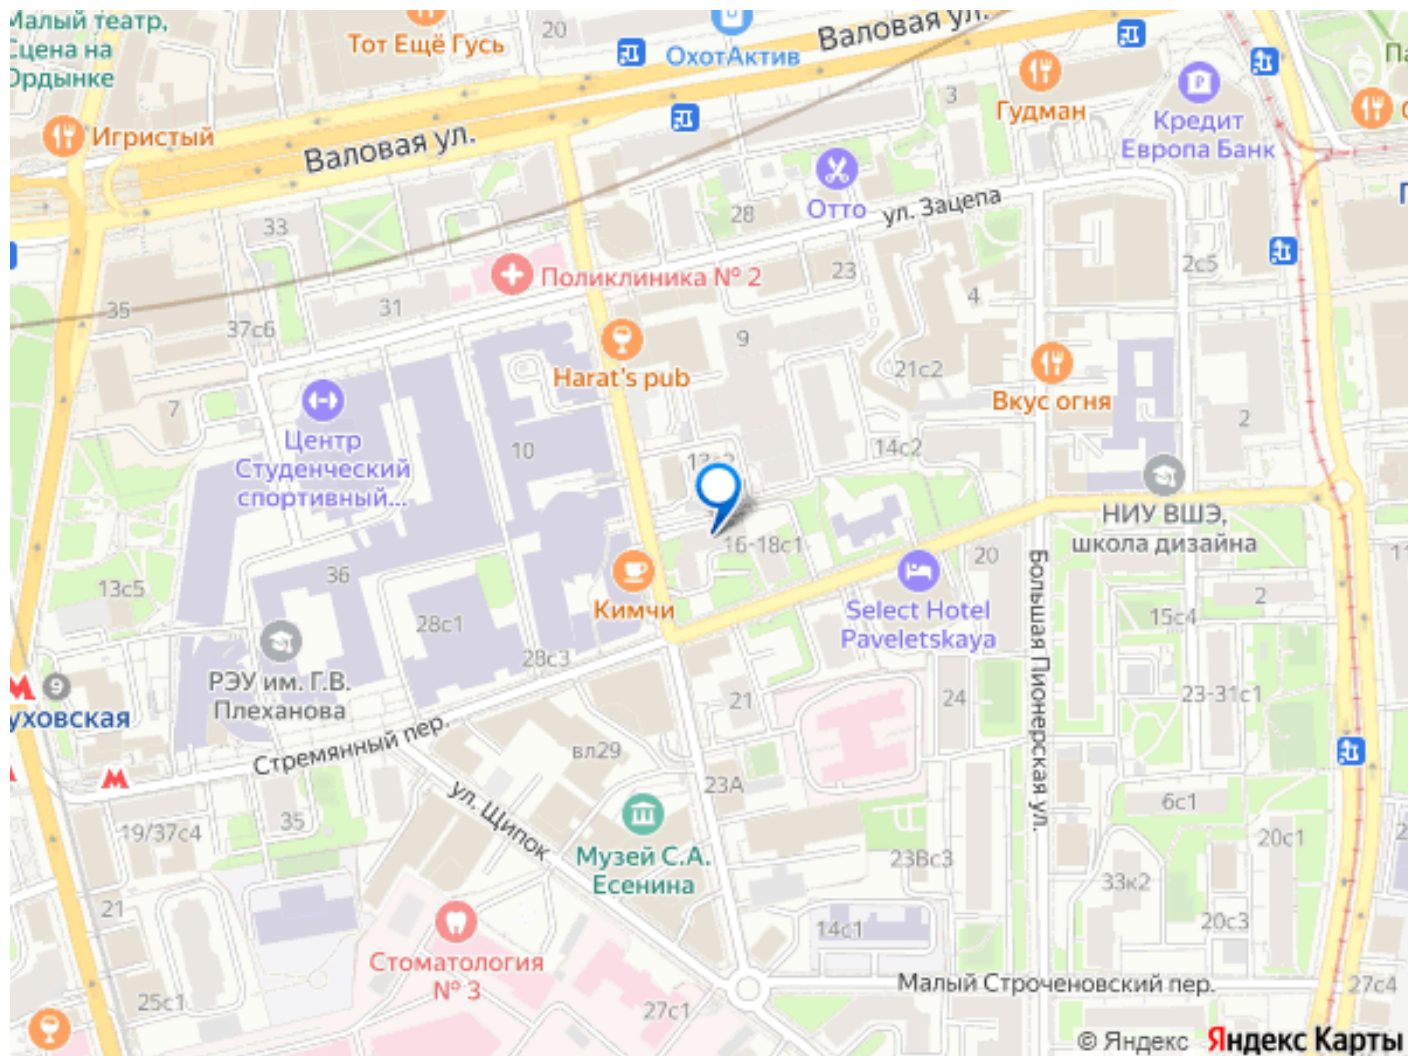 Малый театр,
Сцена на
Ордынке
Тот Ещё Гусь
20
ОхотАктив
Валовая ул.
Гудман
3
Кредит
Европа Банк
Игристый
Валовая ул.
Отто
ул. Зацепа
33
28
Поликлиника № 2
23
2с5
4
35
31
37с6
9
Harat's pub
21с2
Вкус огня
7
2
Центр
Студенческий
спортивный...
10
14с2
16-18с1
НИУ ВШЭ,
школа дизайна
20
36
13с5
Кимчи
Select Hotel
Paveletskaya
2
15с4
28с1
28с3
РЭУ им. Г.В.
Плеханова
9
уховская
21
24
23-31с1
Большая Пионерская ул.
Стремянный пер.
вл29
23А
6с1
ул. Щипок
19/37с4
35
20с1
Музей С.А.
Есенина
23Вс3
33к2
21
20с3
14с1
Стоматология
№ 3
Малый Строченовский пер.
27с4
25с1
27с1
© Яндекс Яндекс Карты